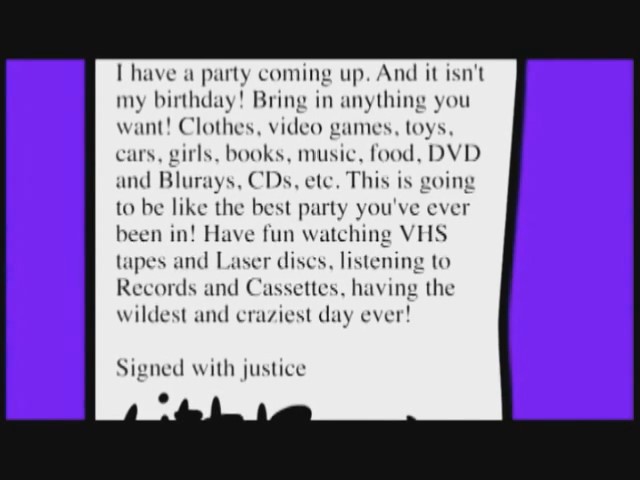 I have a party coming up. And it isn't
my birthday! Bring in anything you
want! Clothes, video games, toys,
cars, girls, books, music, food, DVD
and Blurays, CDs, etc. This is going
to be like the best party you've ever
been in! Have fun watching VHS
tapes and Laser discs, listening to
Records and Cassettes, having the
wildest and craziest day ever!
Signed with justice